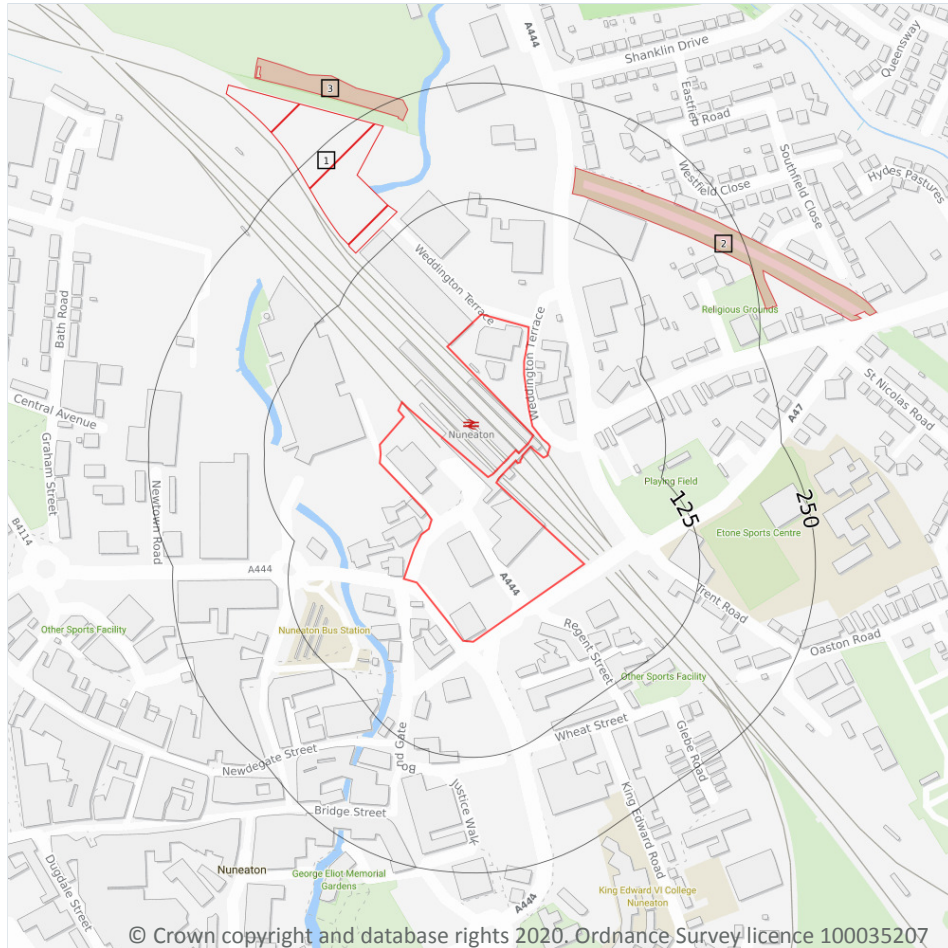 A444
Shanklin Drive
Queensway
3
Eastfield Road
1
Southfield Close
Westfield Close
Hydes Pastures
2
Weddington Terrace
Bath Road
Religious Grounds
Weddington Terrace
St Nicolas Road
Central Avenue
A47
Nuneaton
Graham Street
Playing Field
Newtown Road
125
250
Etone Sports Centre
B4114
A444
A444
Trent Road
Other Sports Facility
Nuneaton Bus Station
Regent Street
Oaston Road
Other Sports Facility
Wheat Street
Glebe Road
Newdegate Street
Bond Gate
Justice Walk
King Edward Road
Bridge Street
Dugdale Street
Nuneaton
George Eliot Memorial
Gardens
King Edward VI College
Nuneaton
A444
© Crown copyright and database rights 2020. Ordnance Survey licence 100035207